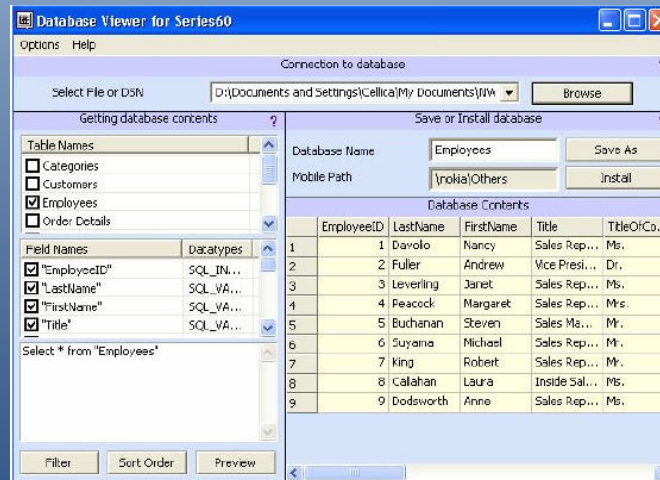 Database Viewer for Series60
Options Help
Connection to database
Select File or DSN D:\Documents and Settings\Cellica\My Documents\NW Browse
Getting database contents ?
Table Names
Categories
Customers
Employees
Order Details
Field Names Datatypes
"EmployeeID" SQL_IN...
"LastName" SQL_VA...
"FirstName" SQL_VA...
"Title" SQL_VA...
Select * from "Employees"
Filter Sort Order Preview
Save or Install database
Database Name Employees Save As
Mobile Path \nokia\Others Install
Database Contents
EmployeeID LastName FirstName Title TitleOfCo...
1 1 Davolo Nancy Sales Rep... Ms.
2 2 Fuller Andrew Vice Presi... Dr.
3 3 Leverling Janet Sales Rep... Ms.
4 4 Peacock Margaret Sales Rep... Mrs.
5 5 Buchanan Steven Sales Ma... Mr.
6 6 Suyama Michael Sales Rep... Mr.
7 7 King Robert Sales Rep... Mr.
8 8 Callahan Laura Inside Sal... Ms.
9 9 Dodsworth Anne Sales Rep... Ms.